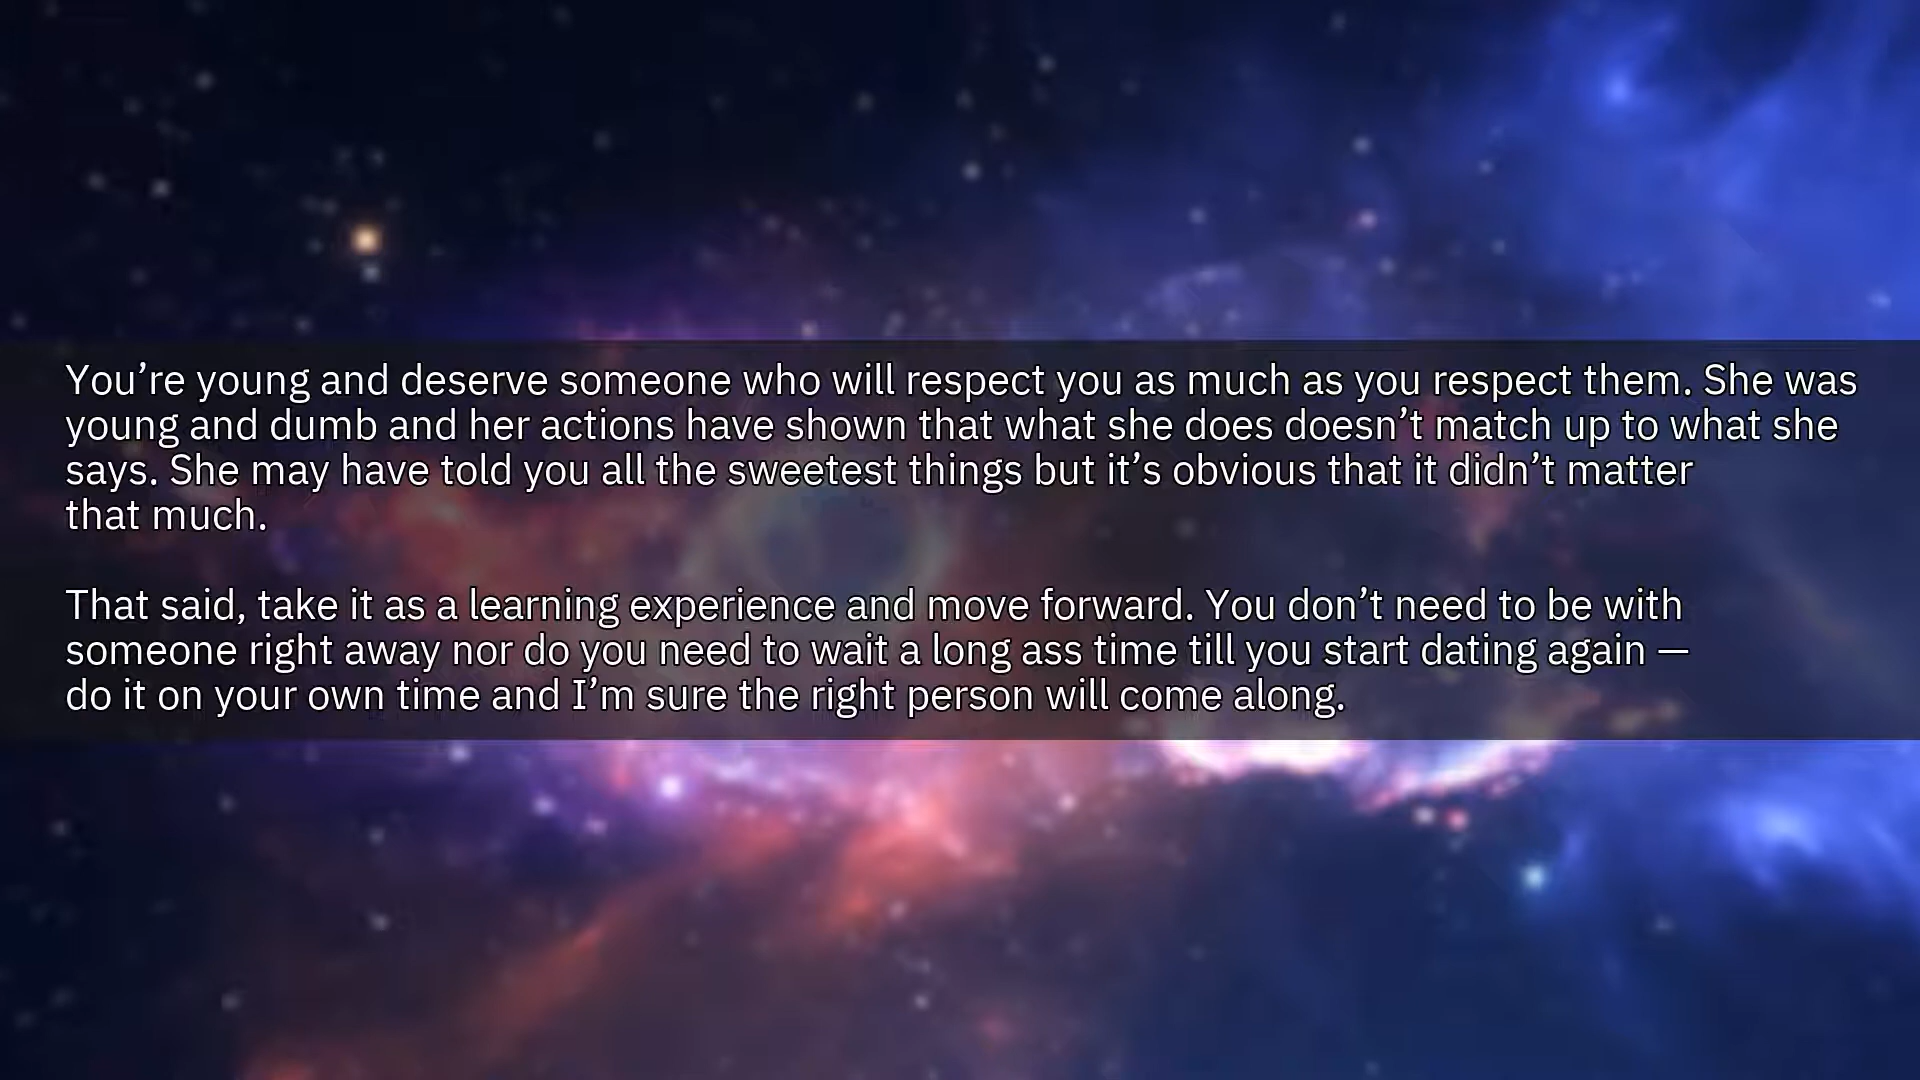 You’re young and deserve someone who will respect you as much as you respect them. She was
young and dumb and her actions have shown that what she does doesn’t match up to what she
says. She may have told you all the sweetest things but it’s obvious that it didn’t matter
that much.

That said, take it as a learning experience and move forward. You don’t need to be with
someone right away nor do you need to wait a long ass time till you start dating again —
do it on your own time and I’m sure the right person will come along.